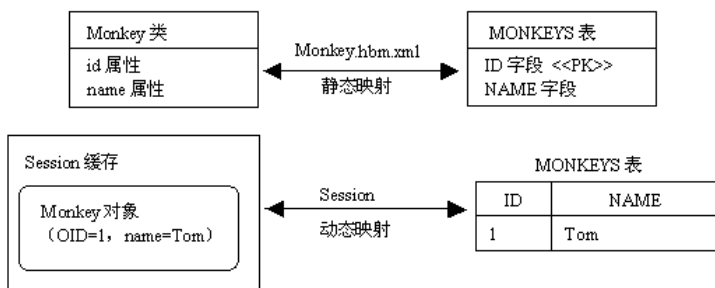 Monkey 类
id 属性
name 属性
Monkey.hbm.xml
静态映射
MONKEYS 表
ID 字段 <<PK>>
NAME 字段
Session 缓存
Monkey 对象
（OID=1，name=Tom）
Session
动态映射
MONKEYS 表
ID NAME
1 Tom